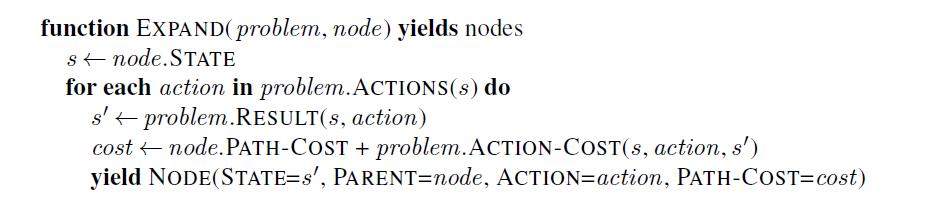 function EXPAND(problem, node) yields nodes
s ← node.STATE
for each action in problem.ACTIONS(s) do
s′ ← problem.RESULT(s, action)
cost ← node.PATH-COST + problem.ACTION-COST(s, action, s′)
yield NODE(STATE=s′, PARENT=node, ACTION=action, PATH-COST=cost)